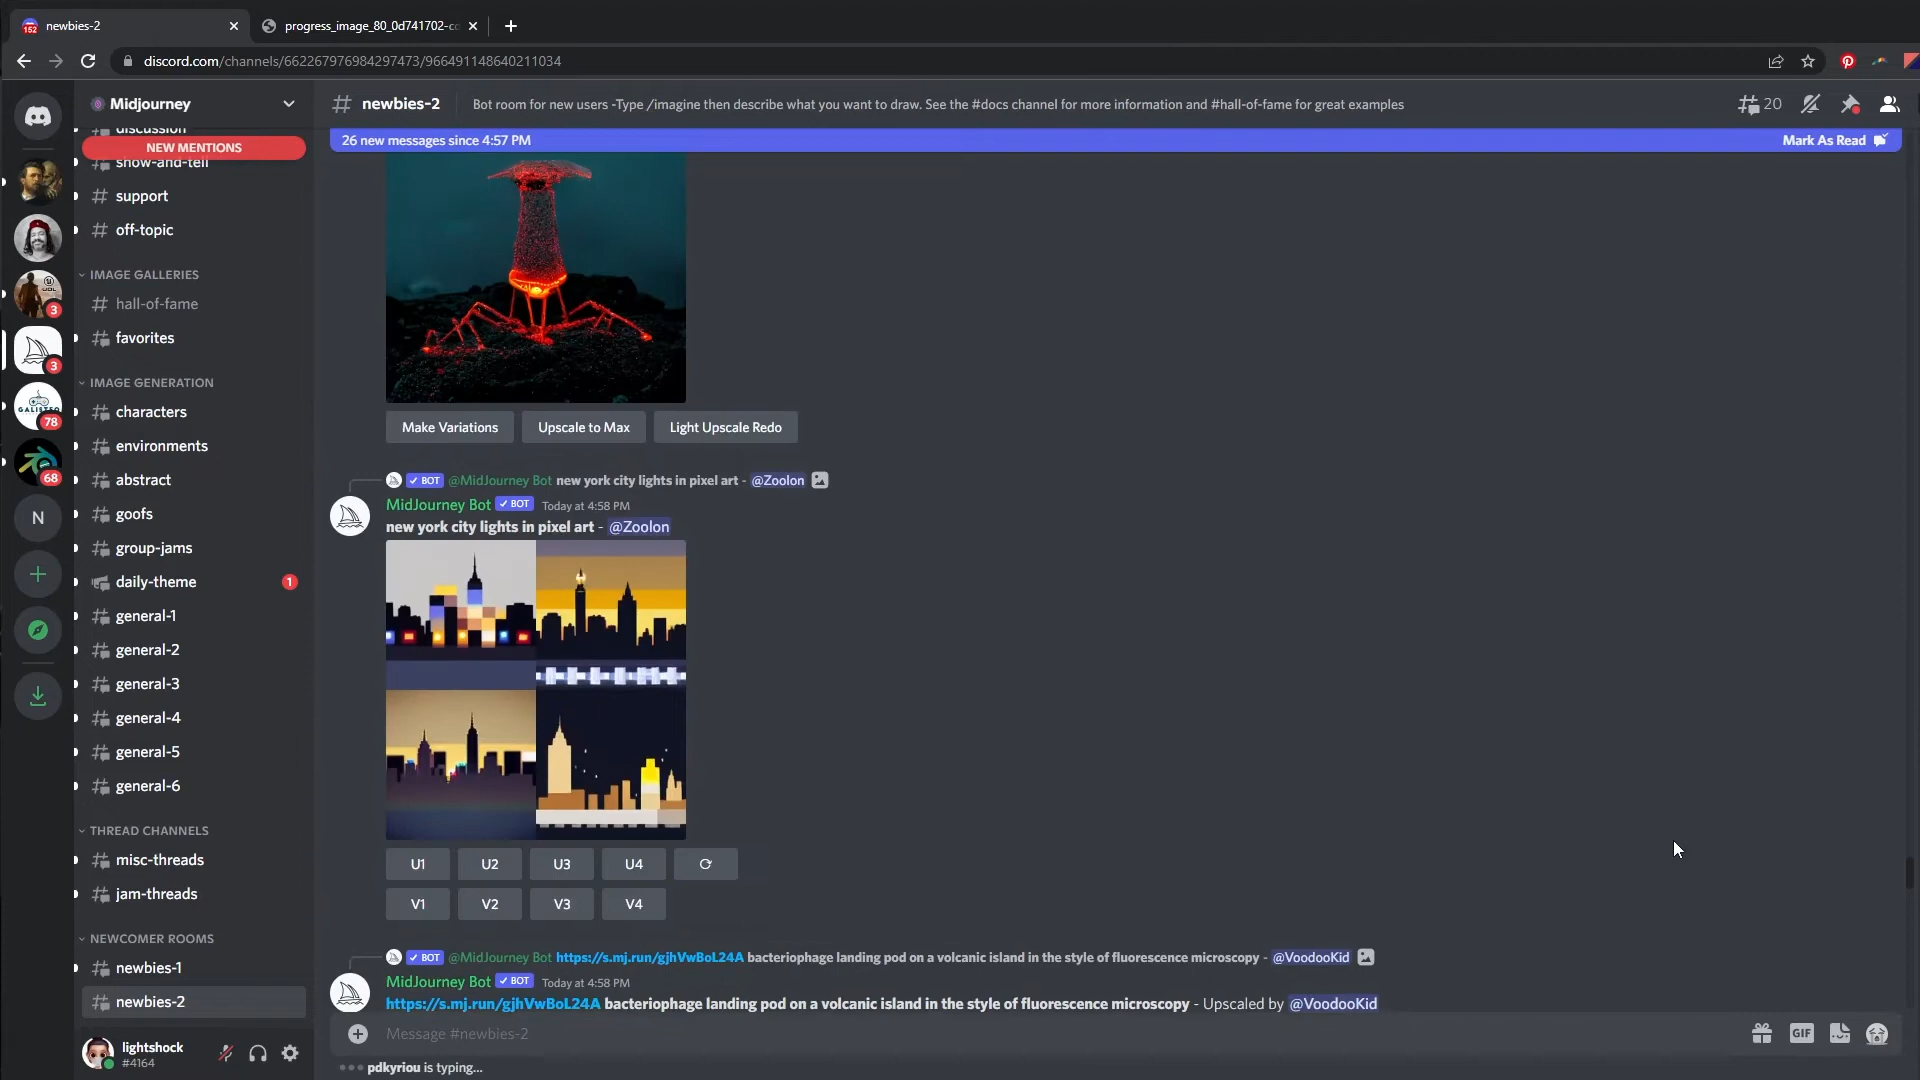 152
newbies-2
progress_image_80_0d741702-co
discord.com/channels/662267976984297473/966491148640211034
Midjourney
newbies-2
Bot room for new users -Type /imagine then describe what you want to draw. See the #docs channel for more information and #hall-of-fame for great examples
20
26 new messages since 4:57 PM
Mark As Read
discussion
NEW MENTIONS
show-and-tell
support
off-topic
IMAGE GALLERIES
hall-of-fame
favorites
IMAGE GENERATION
characters
environments
abstract
goofs
group-jams
daily-theme
1
general-1
general-2
general-3
general-4
general-5
general-6
THREAD CHANNELS
misc-threads
jam-threads
NEWCOMER ROOMS
newbies-1
newbies-2
3
3
78
68
N
lightshock
#4164
Make Variations
Upscale to Max
Light Upscale Redo
BOT @MidJourney Bot new york city lights in pixel art - @Zoolon
MidJourney Bot BOT Today at 4:58 PM
new york city lights in pixel art - @Zoolon
U1 U2 U3 U4
V1 V2 V3 V4
BOT @MidJourney Bot https://s.mj.run/gjhVwBoL24A bacteriophage landing pod on a volcanic island in the style of fluorescence microscopy - @VoodooKid
MidJourney Bot BOT Today at 4:58 PM
https://s.mj.run/gjhVwBoL24A bacteriophage landing pod on a volcanic island in the style of fluorescence microscopy - Upscaled by @VoodooKid
Message #newbies-2
GIF
pdkyriou is typing...